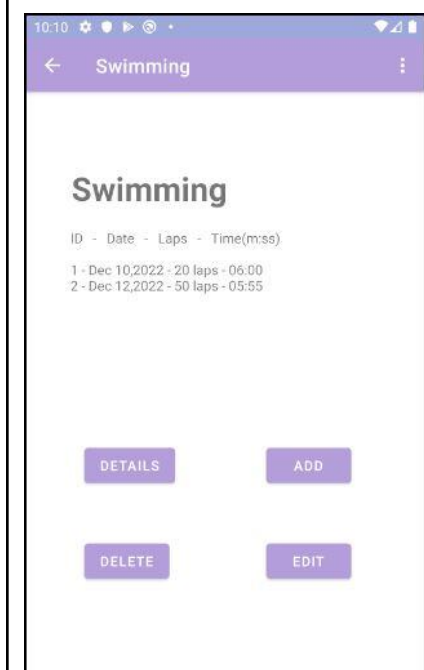 10:10
Swimming
Swimming
ID - Date - Laps - Time(m:ss)
1 - Dec 10,2022 - 20 laps - 06:00
2 - Dec 12,2022 - 50 laps - 05:55
DETAILS ADD
DELETE EDIT